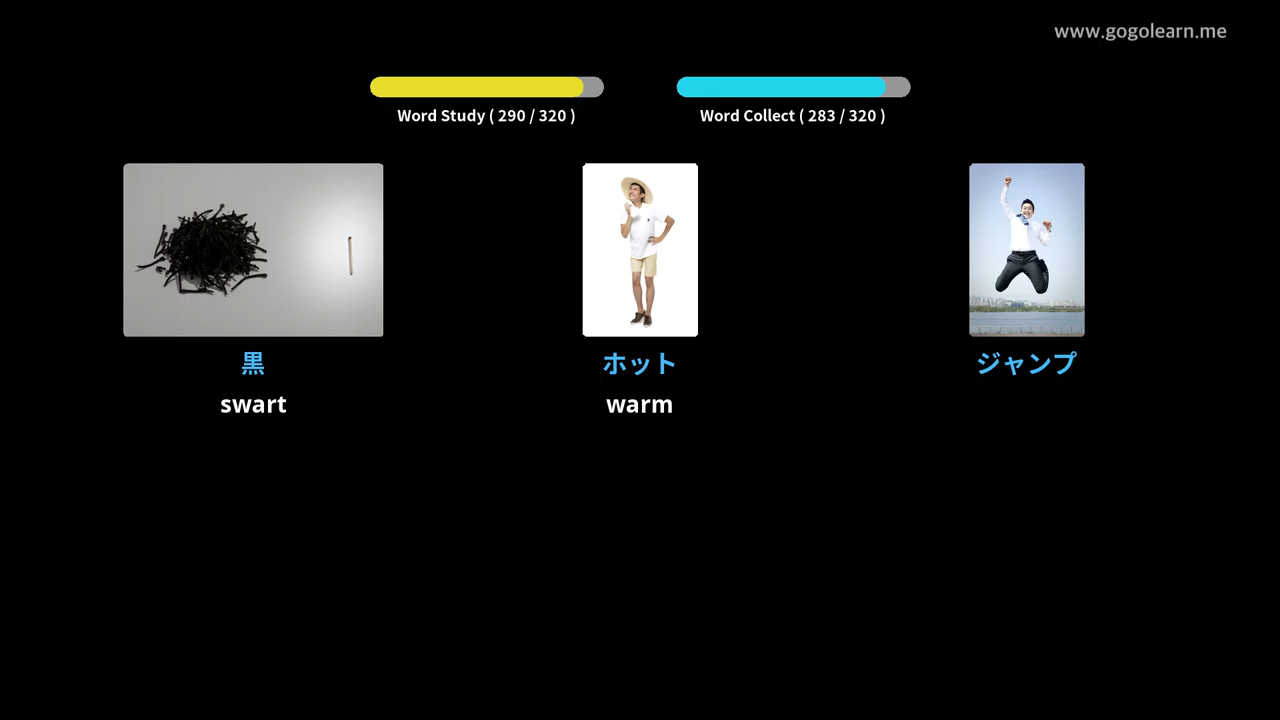 www.gogolearn.me
Word Study ( 290 / 320 )
Word Collect ( 283 / 320 )
黒
ホット
ジャンプ
swart
warm